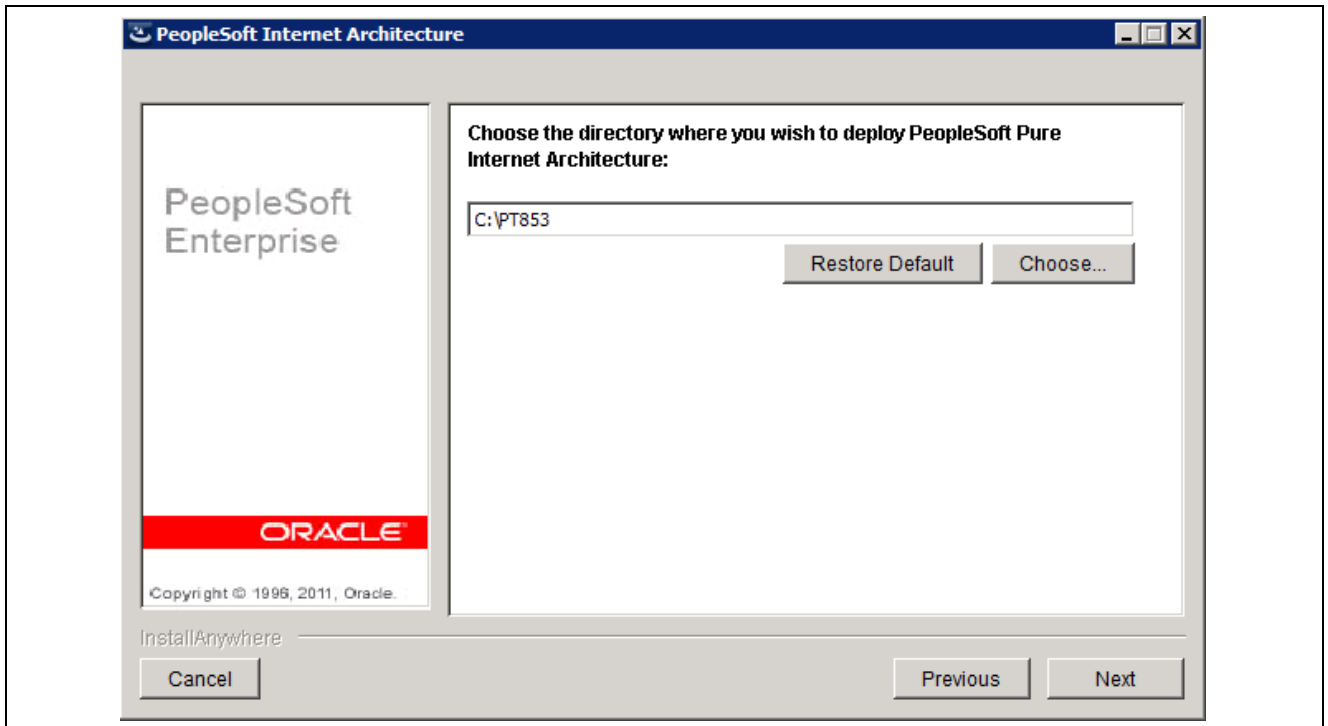 PeopleSoft Internet Architecture
Choose the directory where you wish to deploy PeopleSoft Pure
Internet Architecture:
PeopleSoft
Enterprise
C:\PT853
Restore Default
Choose...
ORACLE
Copyright © 1996, 2011, Oracle.
InstallAnywhere
Cancel
Previous
Next